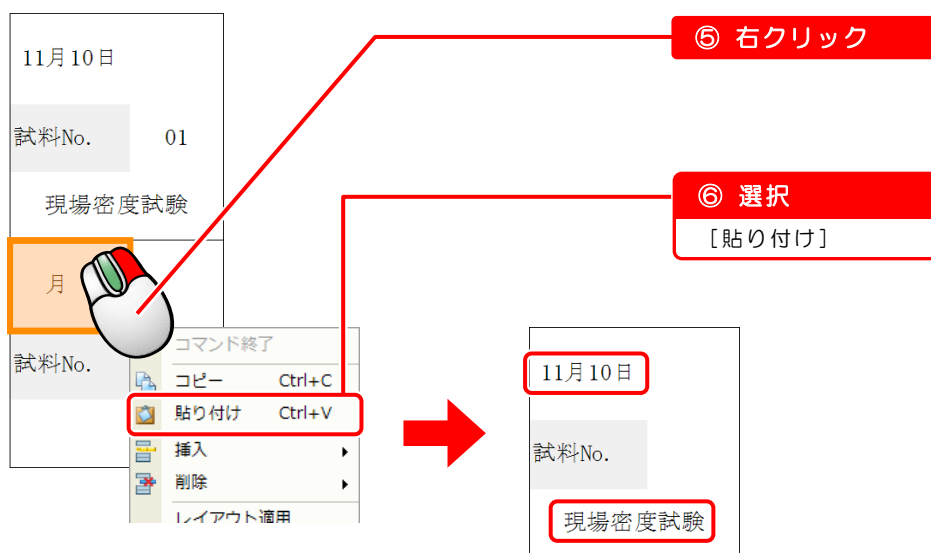 11月10日
試料No. 01
現場密度試験
月
試料No.
⑤ 右クリック
⑥ 選択
［貼り付け］
コマンド終了
コピー Ctrl+C
貼り付け Ctrl+V
挿入
削除
レイアウト適用
11月10日
試料No.
現場密度試験